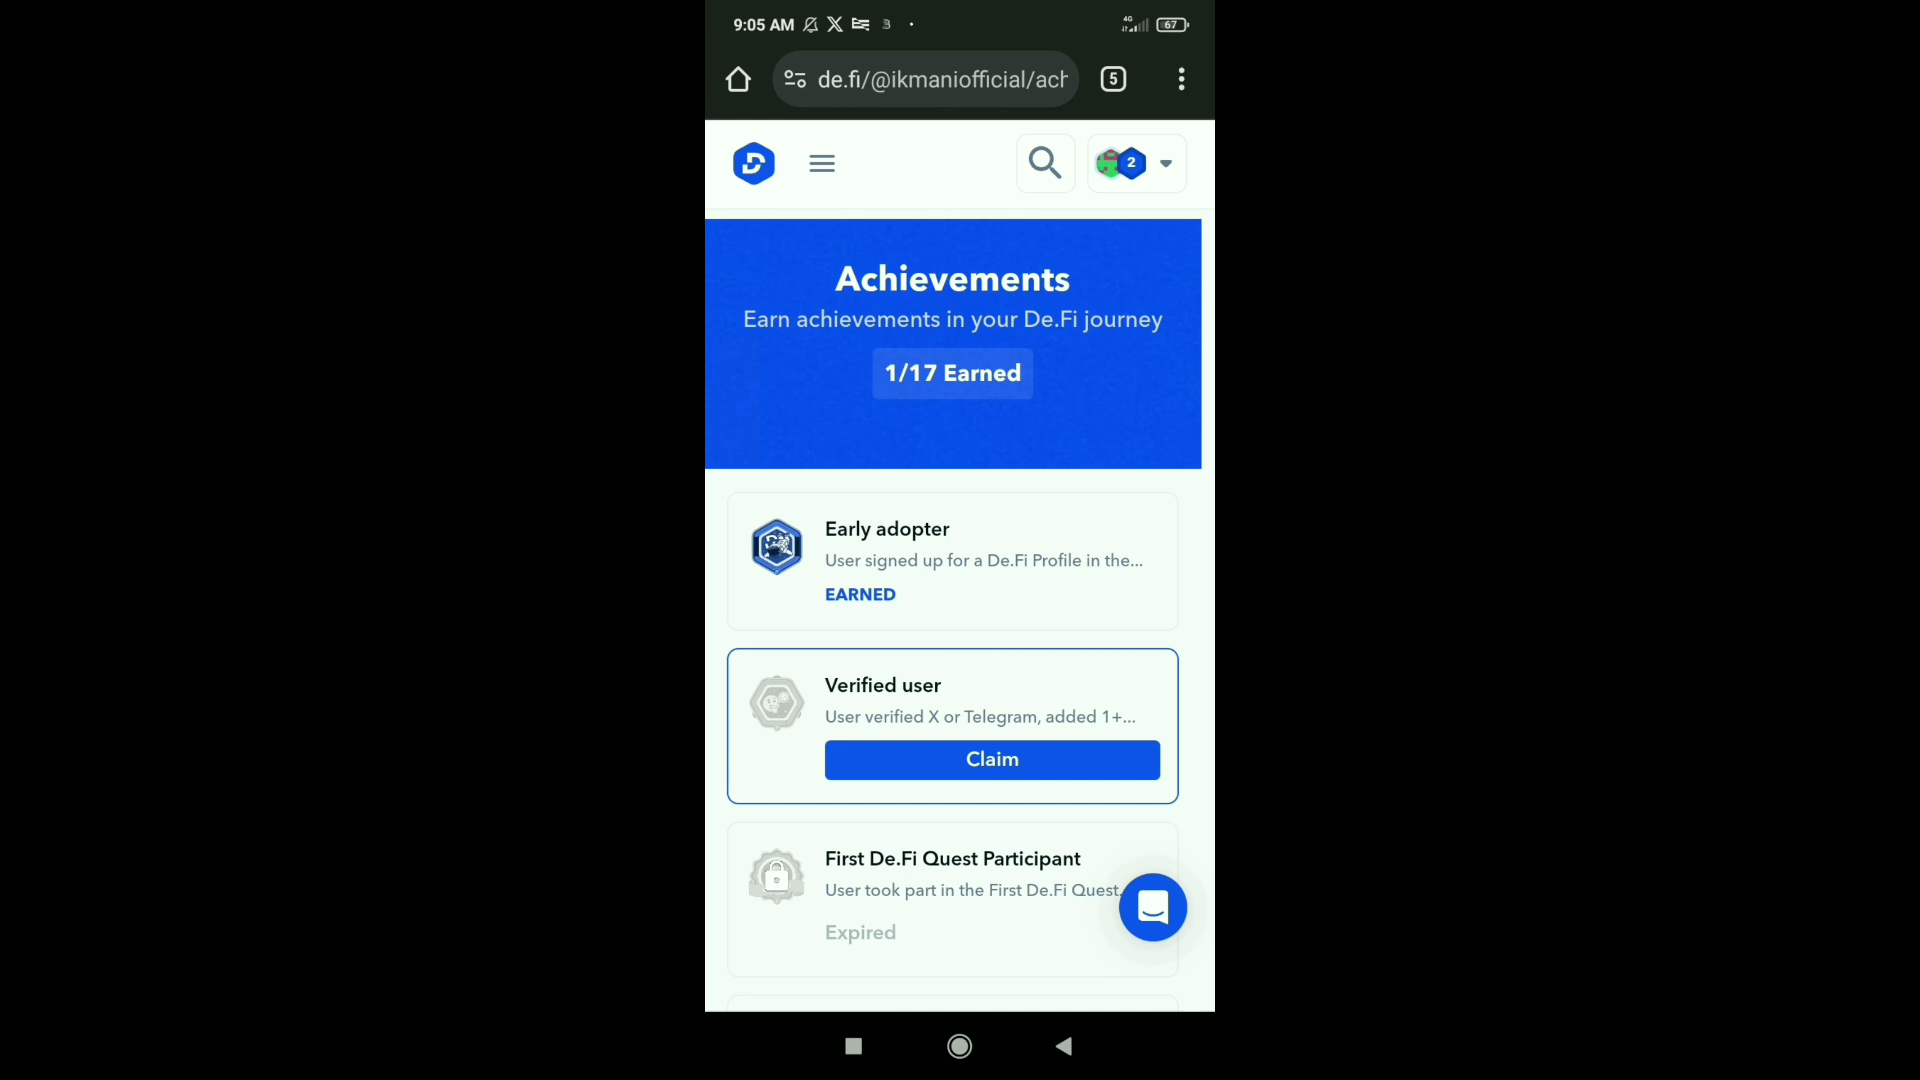 9:05 AM
4G
67
de.fi/@ikmaniofficial/ach
5
2
Achievements
Earn achievements in your De.Fi journey
1/17 Earned
Early adopter
User signed up for a De.Fi Profile in the...
EARNED
Verified user
User verified X or Telegram, added 1+...
Claim
First De.Fi Quest Participant
User took part in the First De.Fi Quest.
Expired